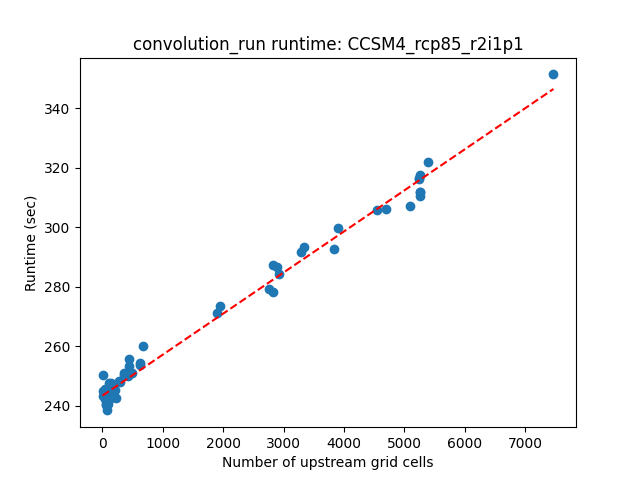 convolution_run runtime: CCSM4_rcp85_r2i1p1
340
320
300
280
260
240
Runtime (sec)
0 1000 2000 3000 4000 5000 6000 7000
Number of upstream grid cells